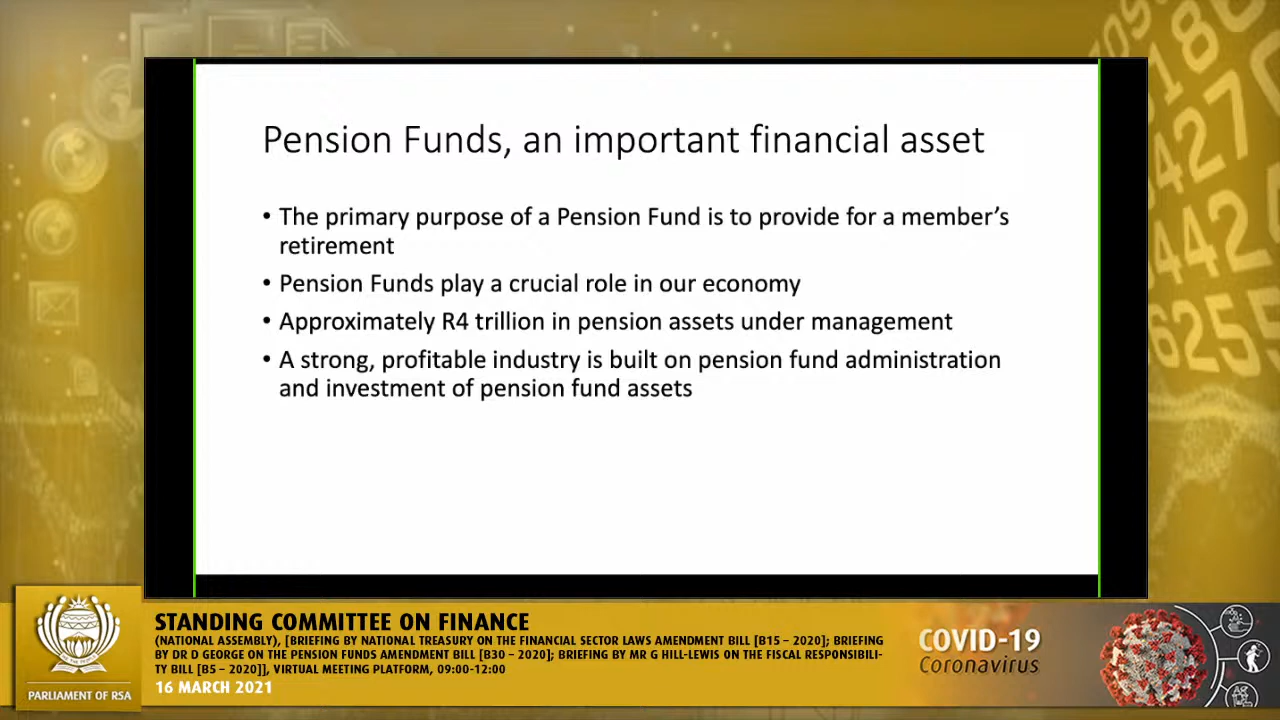 Pension Funds, an important financial asset
• The primary purpose of a Pension Fund is to provide for a member's
retirement
• Pension Funds play a crucial role in our economy
• Approximately R4 trillion in pension assets under management
• A strong, profitable industry is built on pension fund administration
and investment of pension fund assets
STANDING COMMITTEE ON FINANCE
(NATIONAL ASSEMBLY), [BRIEFING BY NATIONAL TREASURY ON THE FINANCIAL SECTOR LAWS AMENDMENT BILL [B15 – 2020]; BRIEFING
BY DR D GEORGE ON THE PENSION FUNDS AMENDMENT BILL [B30 – 2020]; BRIEFING BY MR G HILL-LEWIS ON THE FISCAL RESPONSIBILI-
TY BILL [B5 – 2020]], VIRTUAL MEETING PLATFORM, 09:00-12:00
16 MARCH 2021
PARLIAMENT OF RSA
COVID-19
Coronavirus